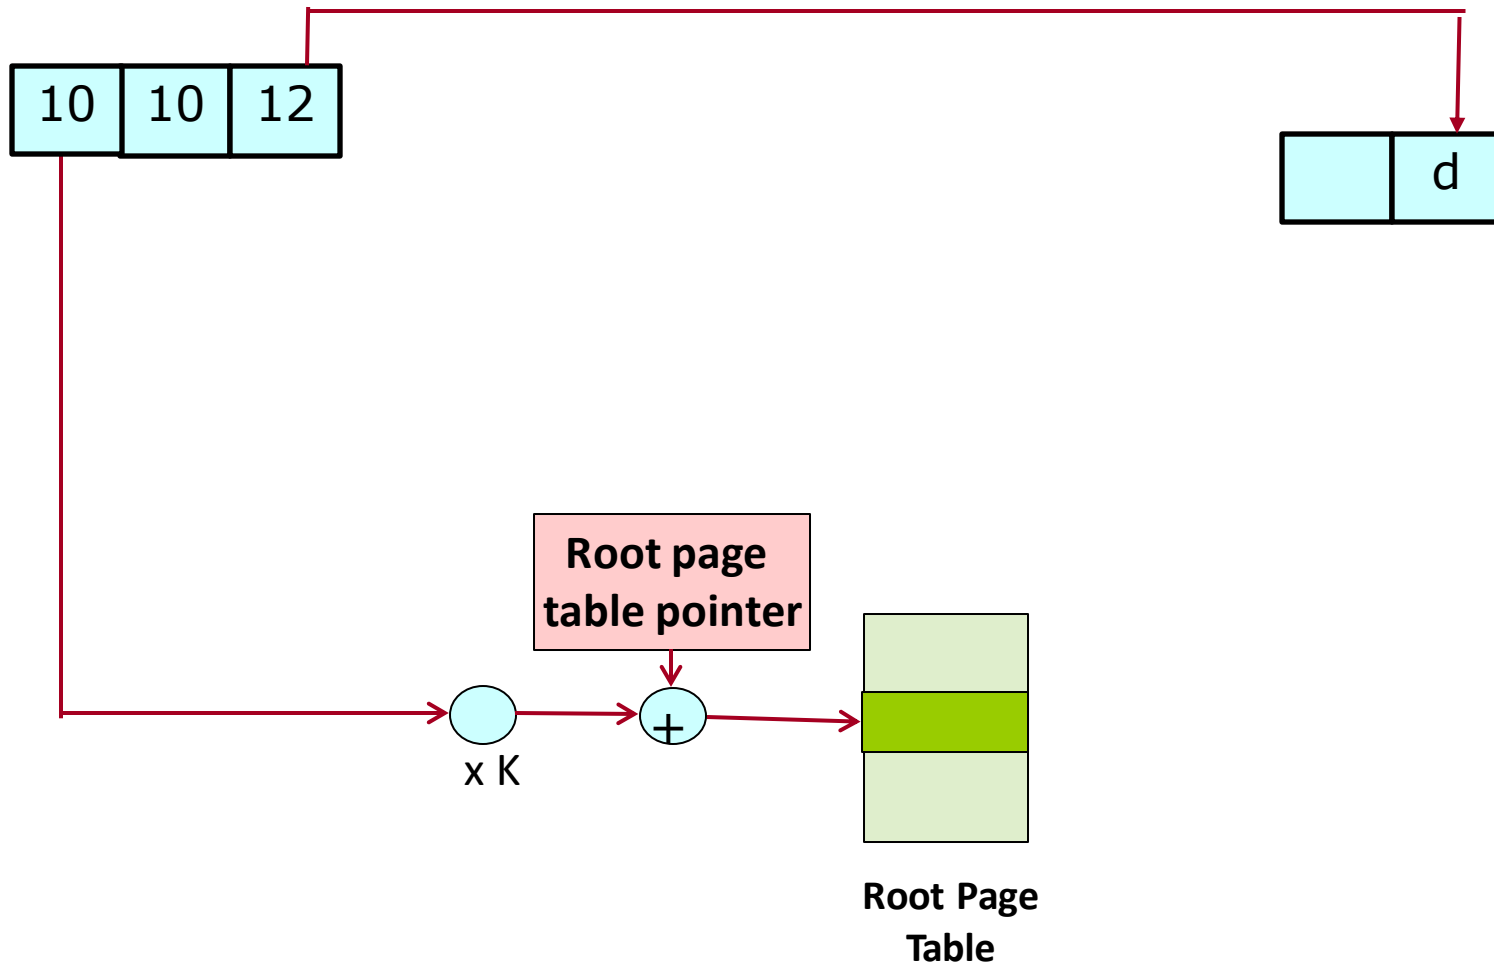 10 10 12
d
Root page
table pointer
+
x K
Root Page
Table